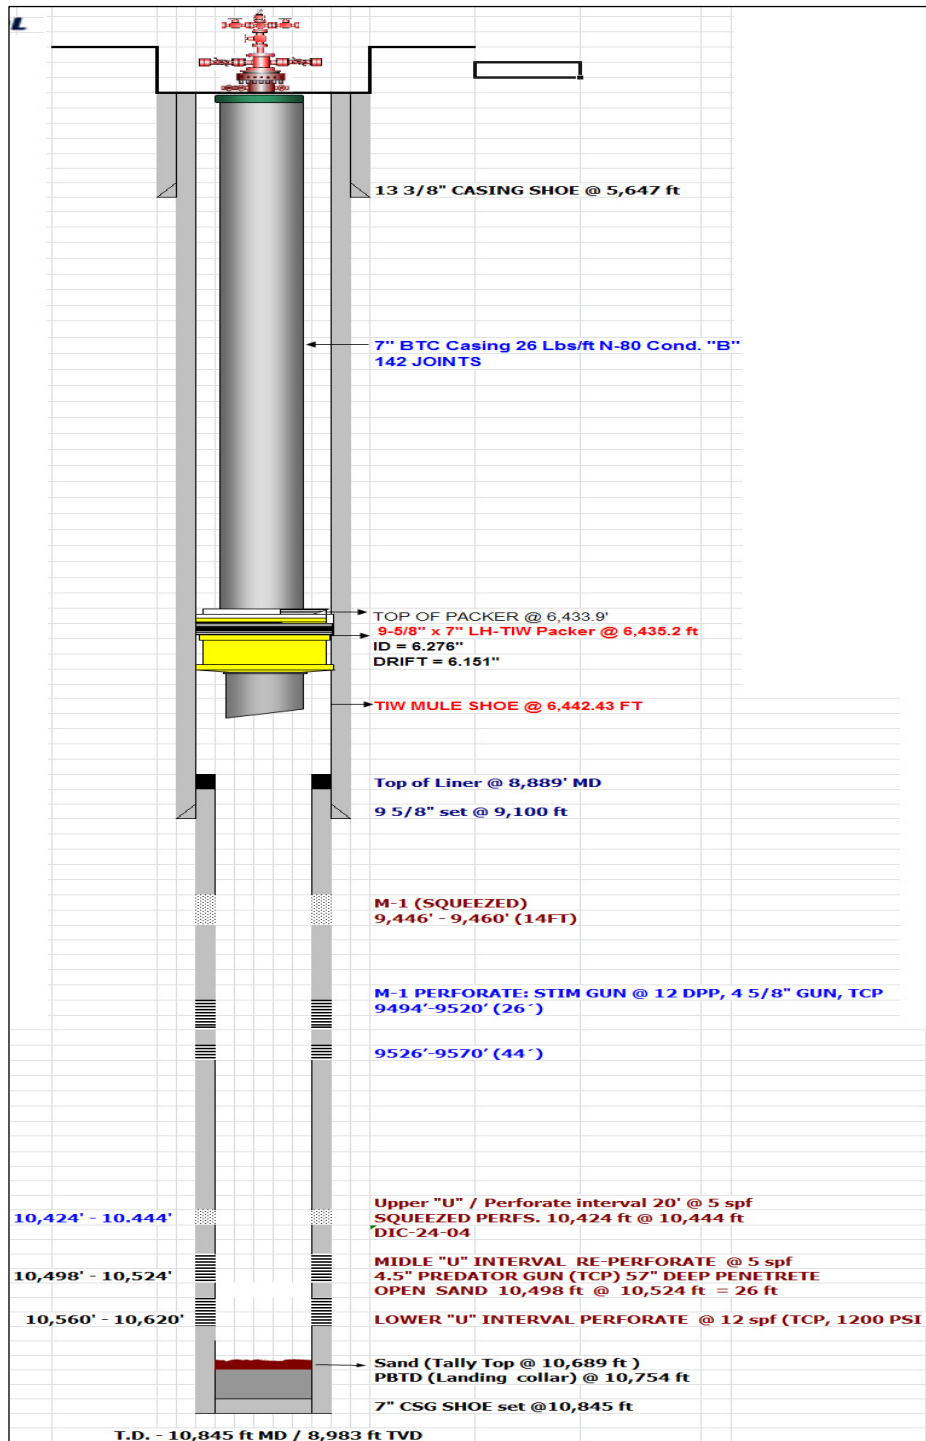 L
13 3/8" CASING SHOE @ 5,647 ft
7" BTC Casing 26 Lbs/ft N-80 Cond. "B"
142 JOINTS
TOP OF PACKER @ 6,433.9'
9-5/8" x 7" LH-TIW Packer @ 6,435.2 ft
ID = 6.276"
DRIFT = 6.151"
TIW MULE SHOE @ 6,442.43 FT
Top of Liner @ 8,889' MD
9 5/8" set @ 9,100 ft
M-1 (SQUEEZED)
9,446' - 9,460' (14FT)
M-1 PERFORATE: STIM GUN @ 12 DPP, 4 5/8" GUN, TCP
9494´-9520´ (26´)
9526´-9570´ (44´)
Upper "U" / Perforate interval 20' @ 5 spf
10,424' - 10.444'
SQUEEZED PERFS. 10,424 ft @ 10,444 ft
DIC-24-04
MIDLE "U" INTERVAL RE-PERFORATE @ 5 spf
10,498' - 10,524'
4.5" PREDATOR GUN (TCP) 57" DEEP PENETRETE
OPEN SAND 10,498 ft @ 10,524 ft = 26 ft
10,560' - 10,620'
LOWER "U" INTERVAL PERFORATE @ 12 spf (TCP, 1200 PSI
Sand (Tally Top @ 10,689 ft )
PBTD (Landing collar) @ 10,754 ft
7" CSG SHOE set @10,845 ft
T.D. - 10,845 ft MD / 8,983 ft TVD